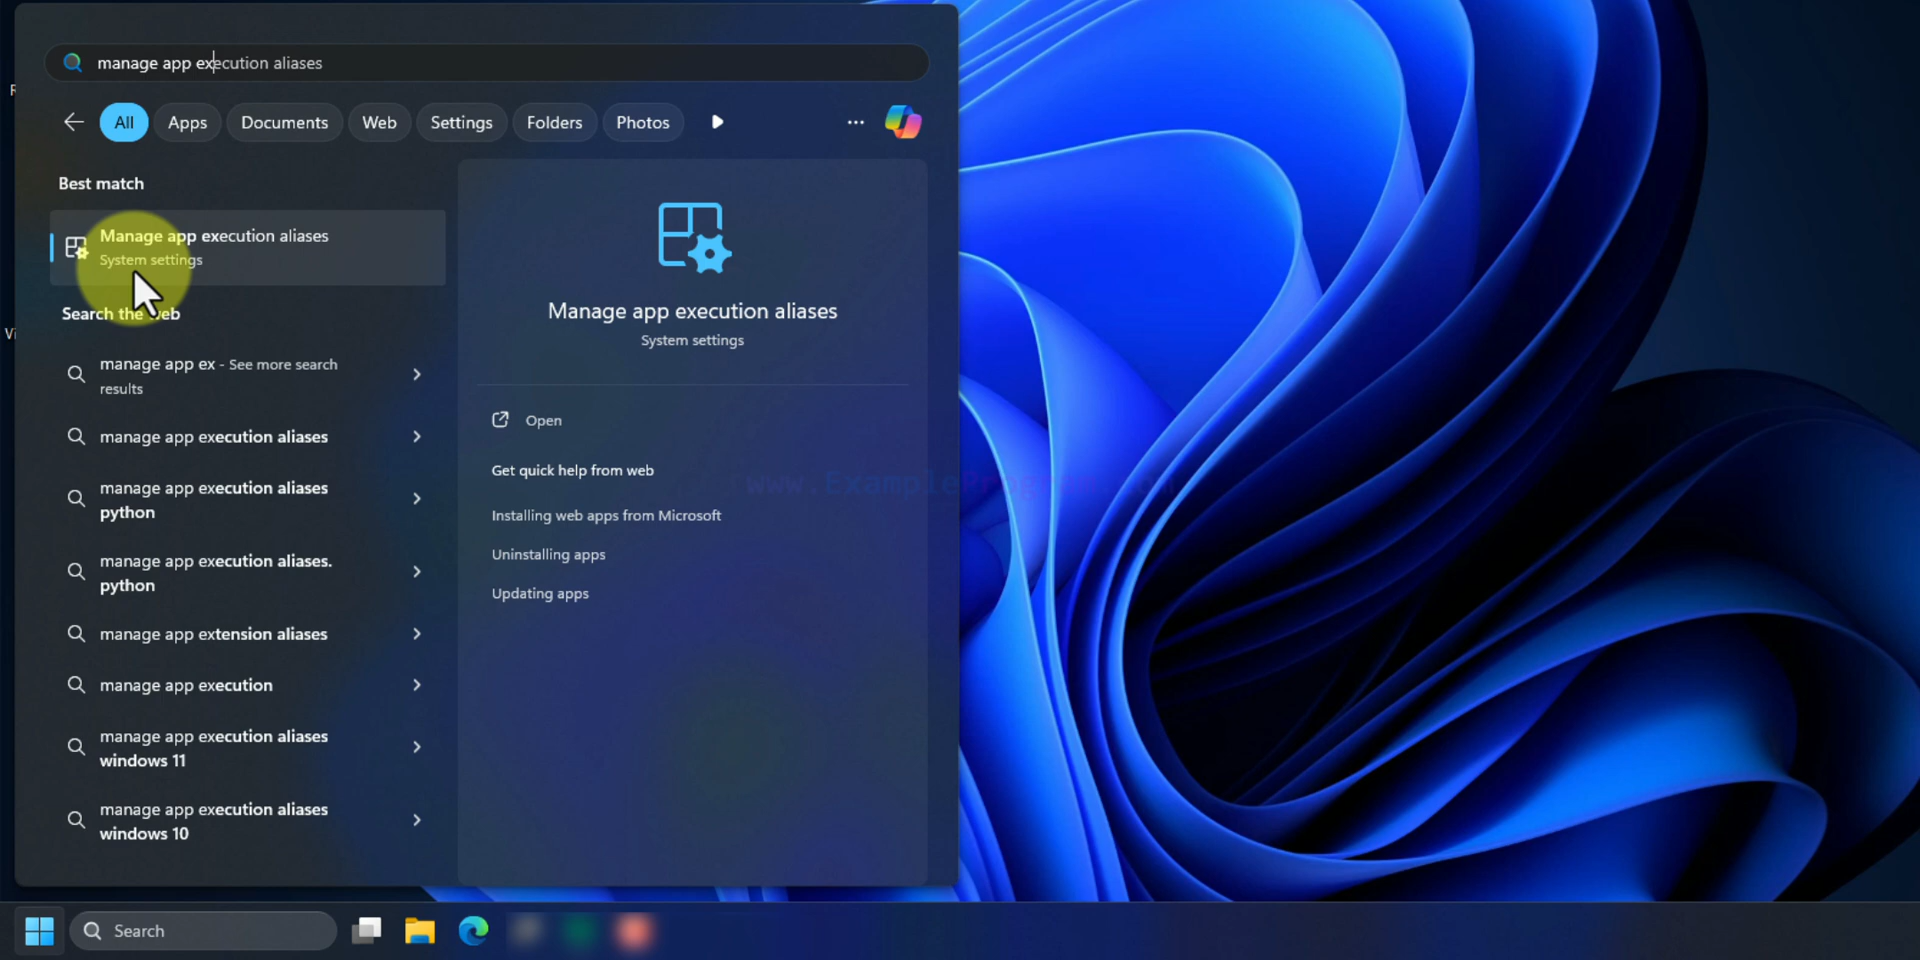 manage app execution aliases
All
Apps
Documents
Web
Settings
Folders
Photos
Best match
Manage app execution aliases
System settings
Search the web
manage app ex - See more search
results
manage app execution aliases
manage app execution aliases
python
manage app execution aliases.
python
manage app extension aliases
manage app execution
manage app execution aliases
windows 11
manage app execution aliases
windows 10
Manage app execution aliases
System settings
Open
Get quick help from web
Installing web apps from Microsoft
Uninstalling apps
Updating apps
R
Vi
Search